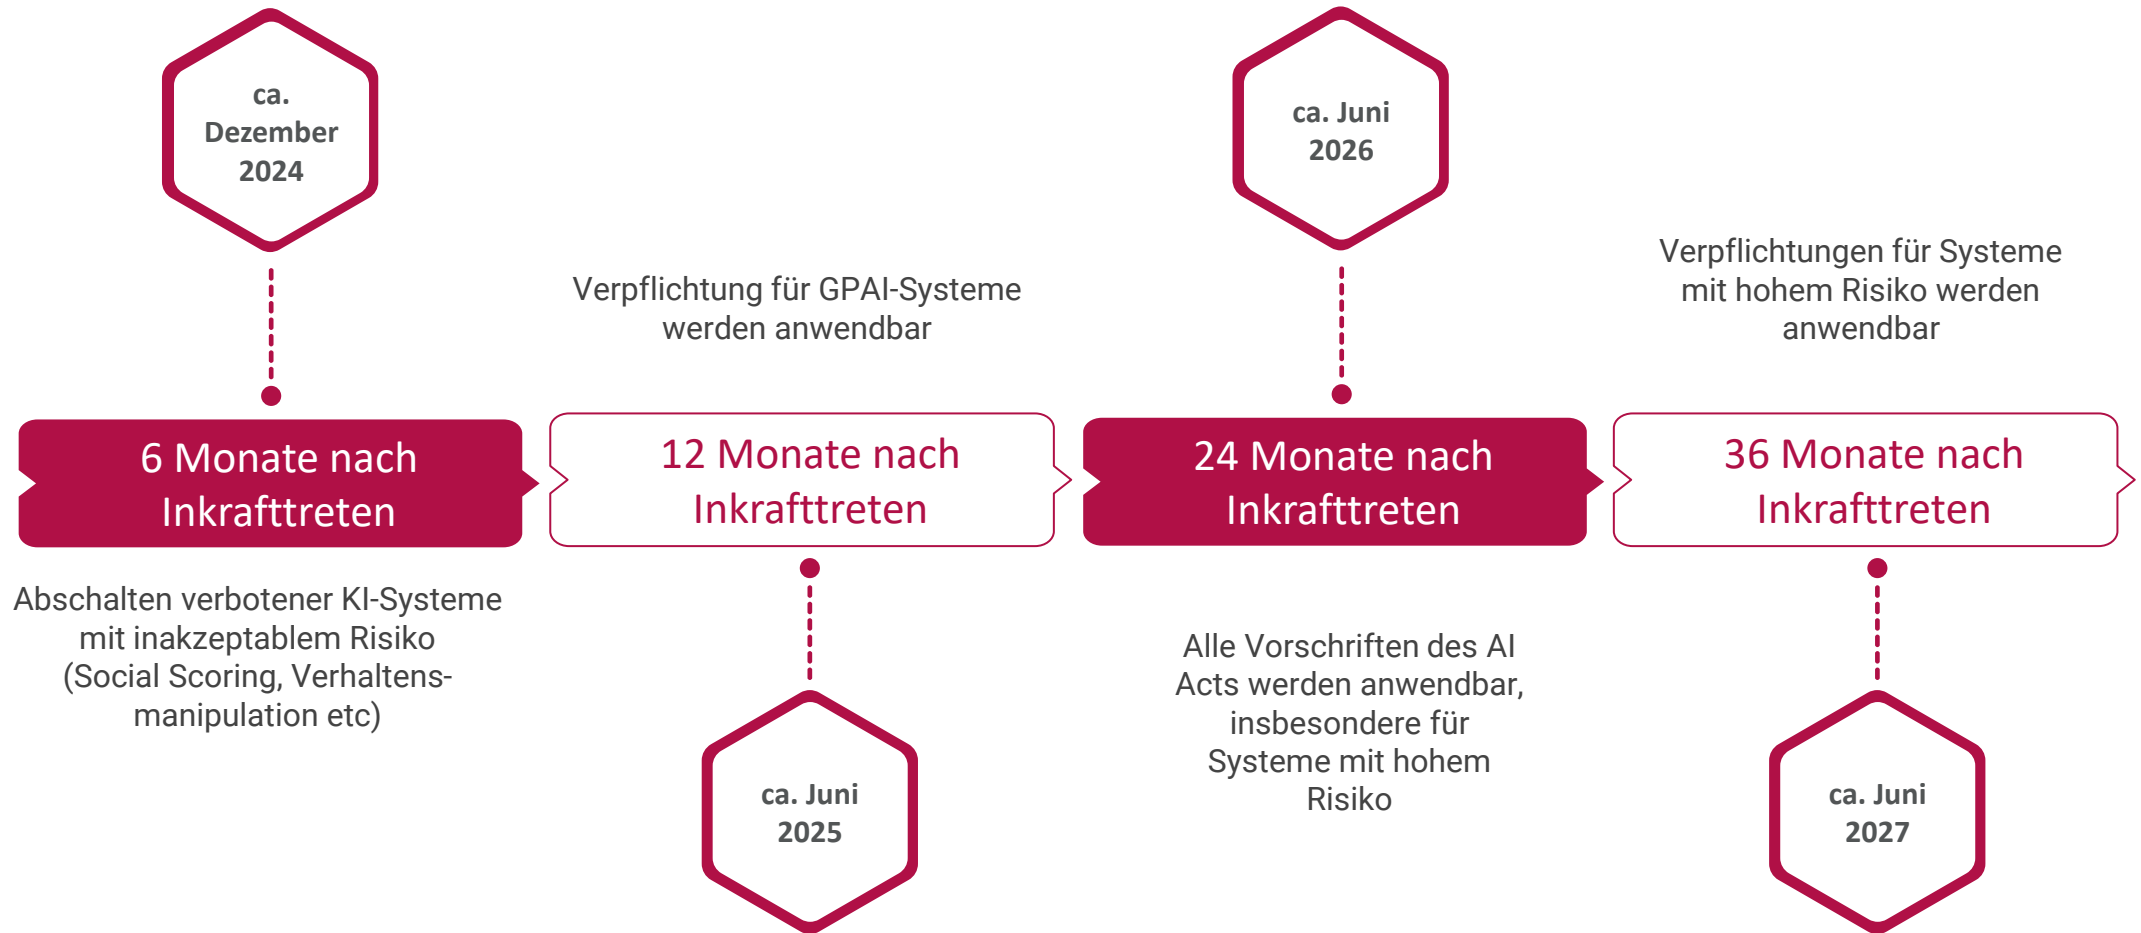 ca.
Dezember
2024
6 Monate nach
Inkrafttreten
Abschalten verbotener KI-Systeme
mit inakzeptablem Risiko
(Social Scoring, Verhaltens-
manipulation etc)
Verpflichtung für GPAI-Systeme
werden anwendbar
12 Monate nach
Inkrafttreten
ca. Juni
2025
ca. Juni
2026
24 Monate nach
Inkrafttreten
Alle Vorschriften des AI
Acts werden anwendbar,
insbesondere für
Systeme mit hohem
Risiko
Verpflichtungen für Systeme
mit hohem Risiko werden
anwendbar
36 Monate nach
Inkrafttreten
ca. Juni
2027